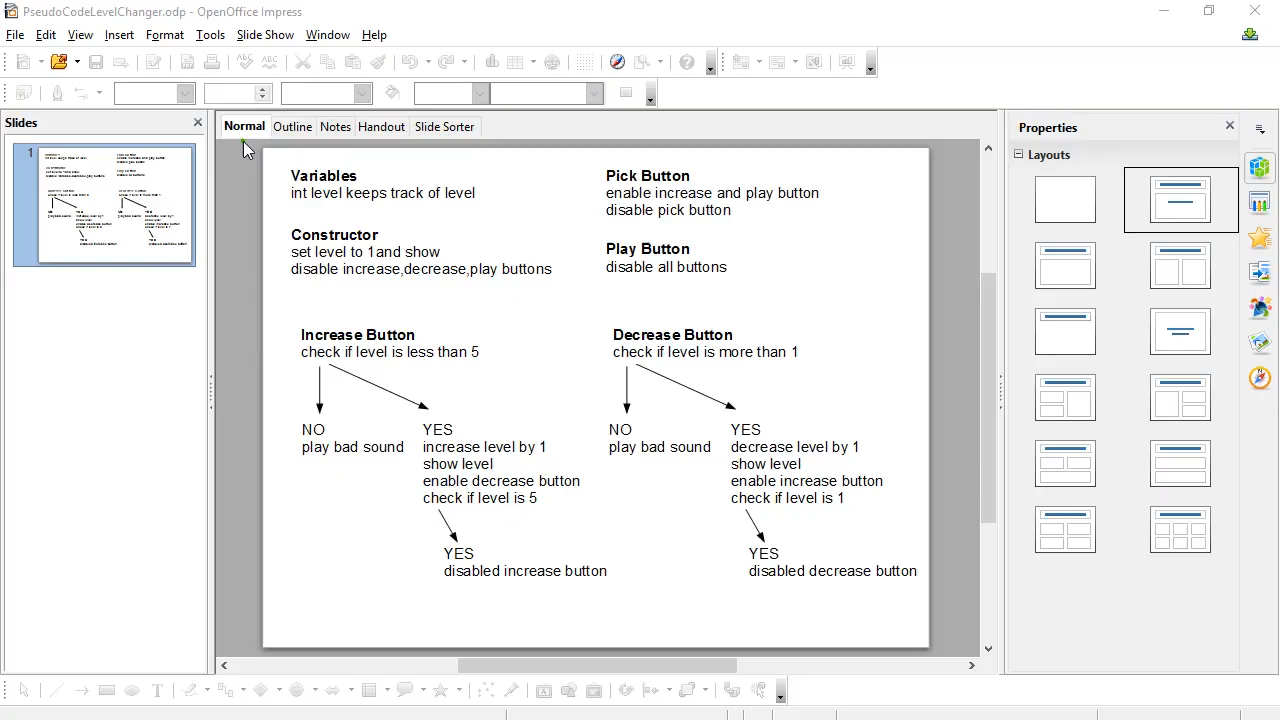 PseudoCodeLevelChanger.odp - OpenOffice Impress
File Edit View Insert Format Tools Slide Show Window Help
Slides
Normal Outline Notes Handout Slide Sorter
Properties
Layouts
1
Variables
int level keeps track of level
Constructor
set level to 1and show
disable increase,decrease,play buttons
Pick Button
enable increase and play button
disable pick button
Play Button
disable all buttons
Increase Button
check if level is less than 5
NO
play bad sound
YES
increase level by 1
show level
enable decrease button
check if level is 5
YES
disabled increase button
Decrease Button
check if level is more than 1
NO
play bad sound
YES
decrease level by 1
show level
enable increase button
check if level is 1
YES
disabled decrease button